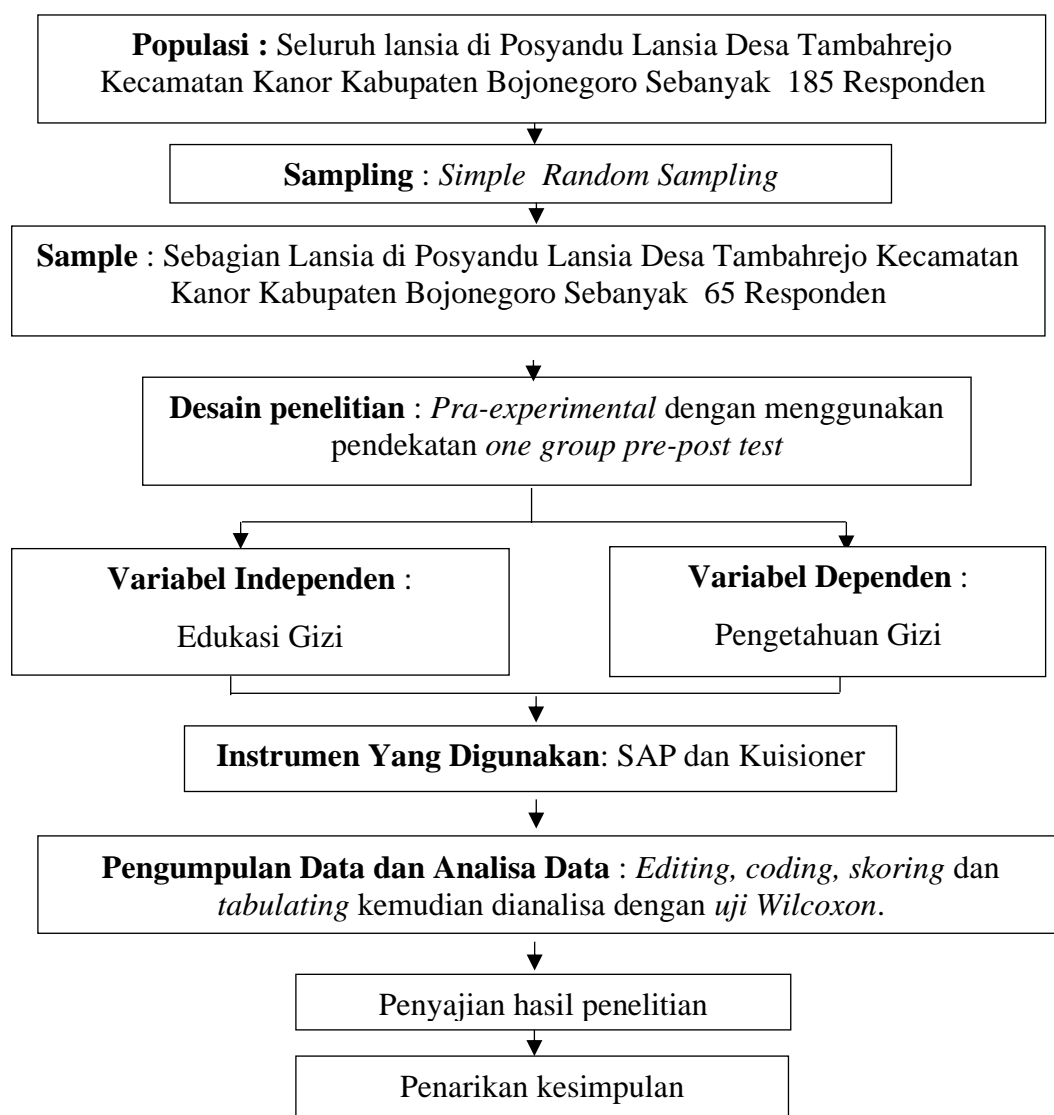 Populasi : Seluruh lansia di Posyandu Lansia Desa Tambahrejo
Kecamatan Kanor Kabupaten Bojonegoro Sebanyak 185 Responden
Sampling : Simple Random Sampling
Sample : Sebagian Lansia di Posyandu Lansia Desa Tambahrejo Kecamatan
Kanor Kabupaten Bojonegoro Sebanyak 65 Responden
Desain penelitian : Pra-experimental dengan menggunakan
pendekatan one group pre-post test
Variabel Independen :
Edukasi Gizi
Variabel Dependen :
Pengetahuan Gizi
Instrumen Yang Digunakan: SAP dan Kuisioner
Pengumpulan Data dan Analisa Data : Editing, coding, skoring dan
tabulating kemudian dianalisa dengan uji Wilcoxon.
Penyajian hasil penelitian
Penarikan kesimpulan